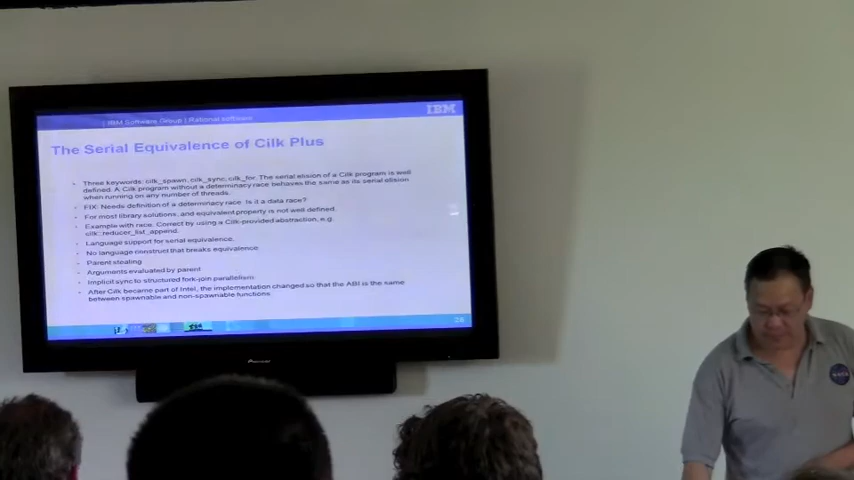 | IBM Software Group | Rational software
IBM
The Serial Equivalence of Cilk Plus
Three keywords: cilk_spawn, cilk_sync, cilk_for. The serial elision of a Cilk program is well
defined. A Cilk program without a determinacy race behaves the same as its serial elision
when running on any number of threads.
FIX: Needs definition of a determinacy race. Is it a data race?
For most library solutions, and equivalent property is not well defined.
Example with race: Correct by using a Cilk-provided abstraction, e.g.
cilk::reducer_list_append.
Language support for serial equivalence.
No language construct that breaks equivalence
Parent stealing
Arguments evaluated by parent
Implicit sync to structured fork-join parallelism.
After Cilk became part of Intel, the implementation changed so that the ABI is the same
between spawnable and non-spawnable functions
Pioneer
NASA